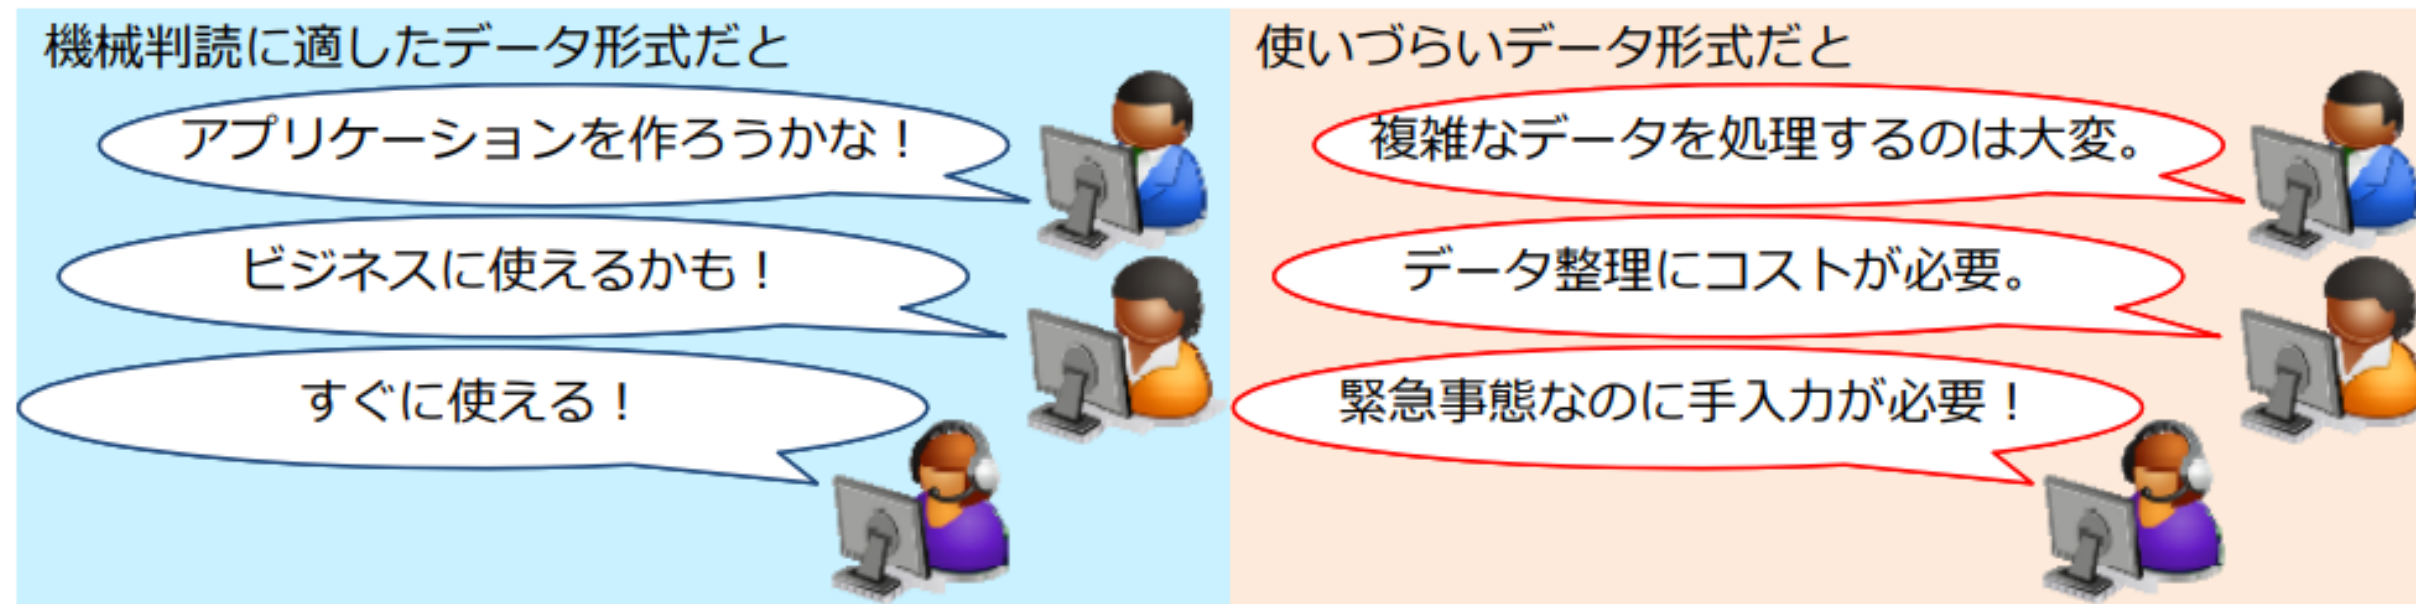 機械判読に適したデータ形式だと
アプリケーションを作ろうかな！
ビジネスに使えるかも！
すぐに使える！
使いづらいデータ形式だと
複雑なデータを処理するのは大変。
データ整理にコストが必要。
緊急事態なのに手入力が必要！